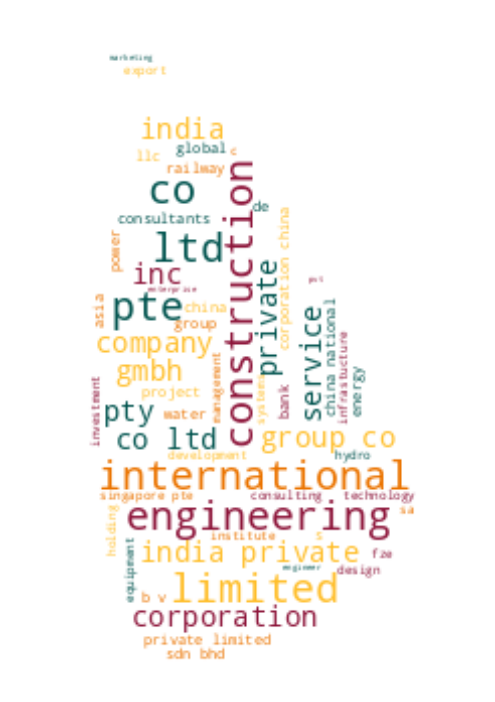 marketing
export
india
global
c
llc
railway
co
de
consultants
construction
ltd
power
corporation china
inc
enterprise
private
pvt
pte
china
asia
group
service
china national
company
infrastucture
gmbh
energy
management
systems
project
bank
investment
pty
water
co ltd
group co
development
hydro
international
singapore pte
consulting
technology
holding
engineering
sa
institute
s
india private
fze
equipment
engineer
design
limited
b v
corporation
private limited
sdn bhd